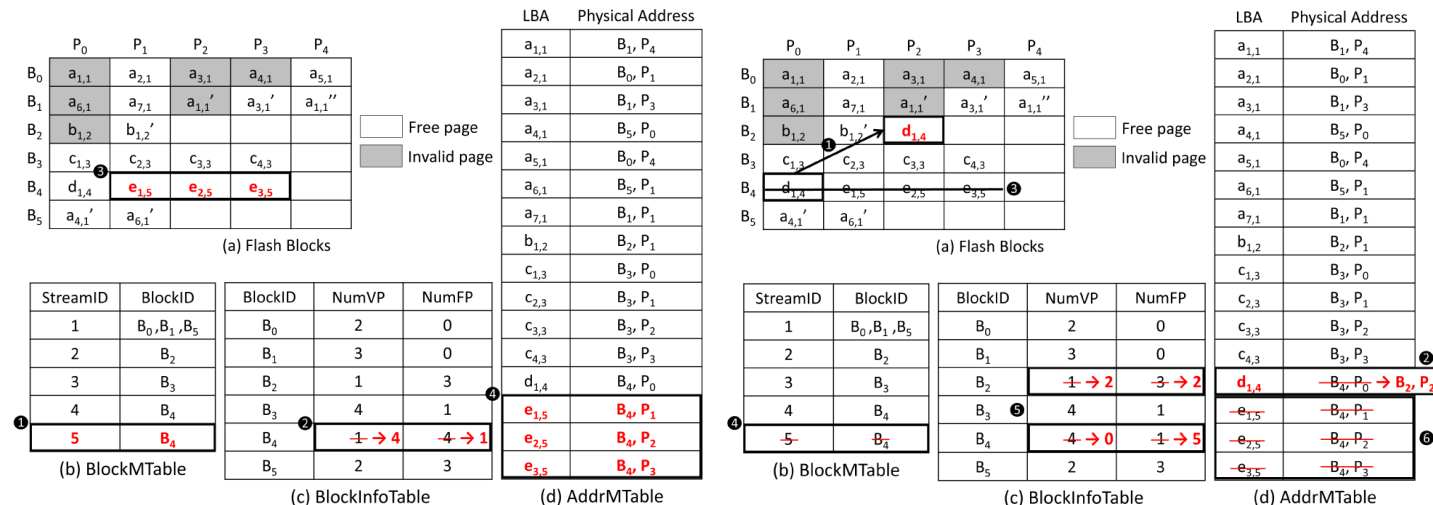 P0 P1 P2 P3 P4
B0 a1,1 a2,1 a3,1 a4,1 a5,1
B1 a6,1 a7,1 a1,1' a3,1' a1,1''
B2 b1,2 b1,2'
B3 c1,3 c2,3 c3,3 c4,3
❸
B4 d1,4 e1,5 e2,5 e3,5
B5 a4,1' a6,1'
(a) Flash Blocks
Free page
Invalid page
StreamID BlockID
1 B0 ,B1 ,B5
2 B2
3 B3
4 B4
❶ 5 B4
(b) BlockMTable
BlockID NumVP NumFP
B0 2 0
B1 3 0
B2 1 3
B3 4 1
B4 ❷ 1 → 4 4 → 1
B5 2 3
(c) BlockInfoTable
LBA Physical Address
a1,1 B1, P4
a2,1 B0, P1
a3,1 B1, P3
a4,1 B5, P0
a5,1 B0, P4
a6,1 B5, P1
a7,1 B1, P1
b1,2 B2, P1
c1,3 B3, P0
c2,3 B3, P1
c3,3 B3, P2
c4,3 B3, P3
d1,4 B4, P0
❹
e1,5 B4, P1
e2,5 B4, P2
e3,5 B4, P3
(d) AddrMTable
P0 P1 P2 P3 P4
B0 a1,1 a2,1 a3,1 a4,1 a5,1
B1 a6,1 a7,1 a1,1' a3,1' a1,1''
B2 b1,2 b1,2' d1,4
❶
B3 c1,3 c2,3 c3,3 c4,3
B4 d1,4 e1,5 e2,5 e3,5 ❸
B5 a4,1' a6,1'
(a) Flash Blocks
Free page
Invalid page
StreamID BlockID
1 B0 ,B1 ,B5
2 B2
3 B3
4 B4
❹ 5 B4
(b) BlockMTable
BlockID NumVP NumFP
B0 2 0
B1 3 0
B2 1 → 2 3 → 2
B3 ❺ 4 1
B4 4 → 0 1 → 5
B5 2 3
(c) BlockInfoTable
LBA Physical Address
a1,1 B1, P4
a2,1 B0, P1
a3,1 B1, P3
a4,1 B5, P0
a5,1 B0, P4
a6,1 B5, P1
a7,1 B1, P1
b1,2 B2, P1
c1,3 B3, P0
c2,3 B3, P1
c3,3 B3, P2
c4,3 B3, P3
❷
d1,4 B4, P0 → B2, P2
e1,5 B4, P1
e2,5 B4, P2 ❻
e3,5 B4, P3
(d) AddrMTable